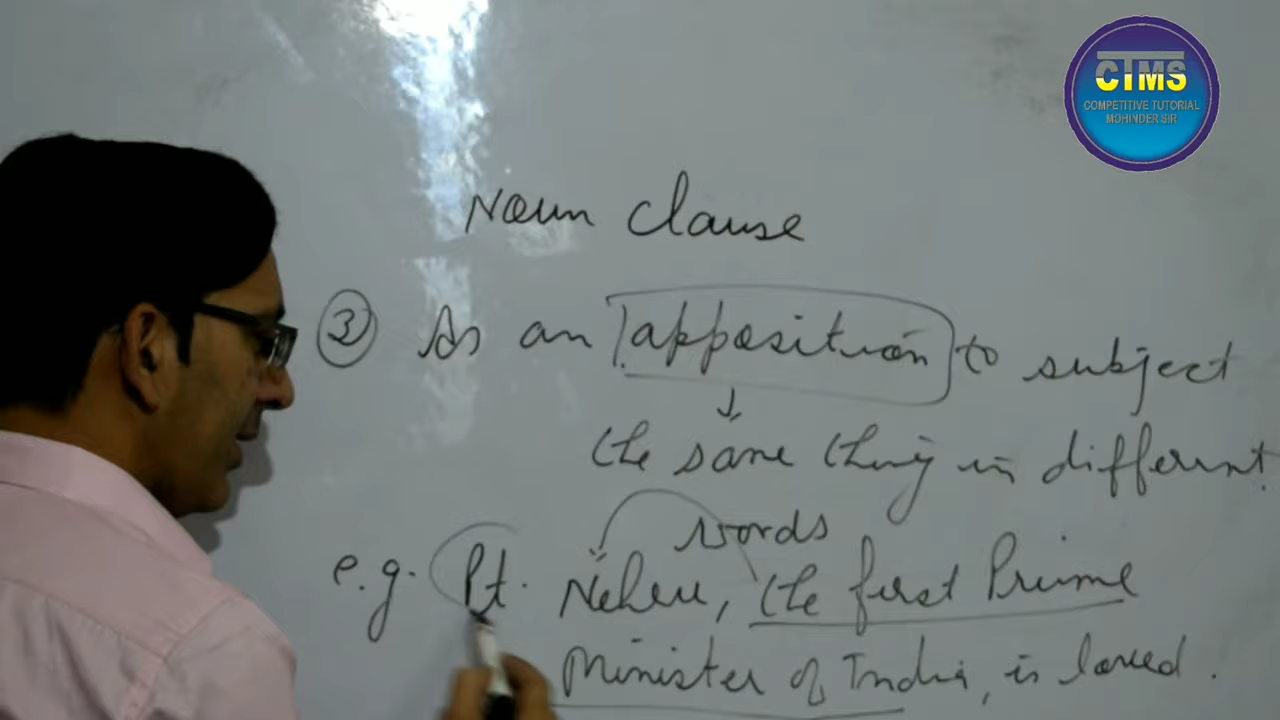 CTMS
COMPETITIVE TUTORIAL
MOHINDER SIR
Noun Clause
3 As an apposition to subject
the same thing in different
words
e.g. Pt. Nehru, the first Prime
Minister of India, is loved.